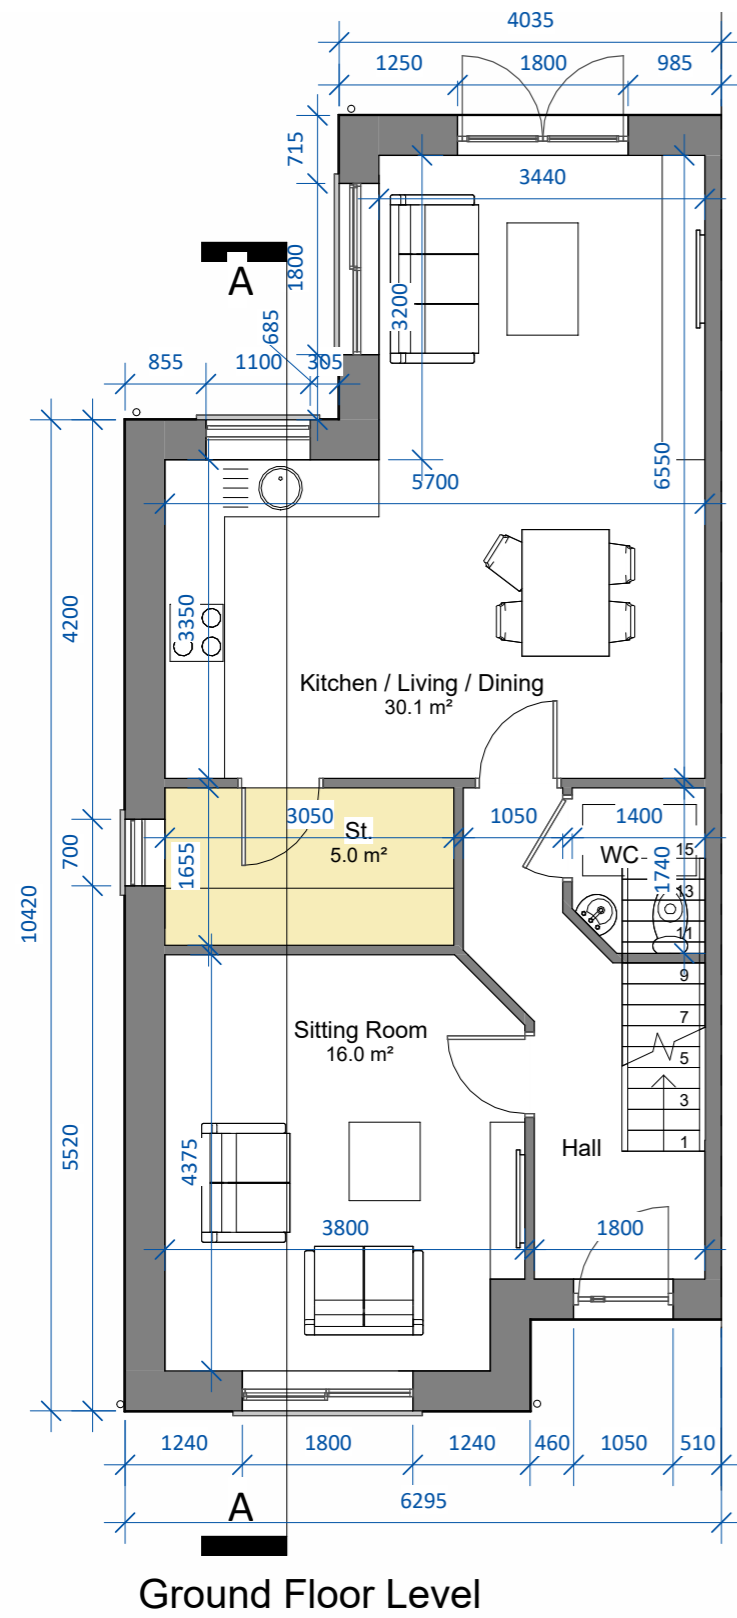 4035
1250 1800 985
715
3440
A
1800
3200
685
855 1100 305
5700
6550
4200
3350
Kitchen / Living / Dining
30.1 m²
3050
1050
1400
St.
5.0 m²
WC
15
1740
13
11
9
7
5
3
1
700
1655
10420
Sitting Room
16.0 m²
Hall
5520
4375
3800
1800
1240 1800 1240 460 1050 510
6295
A
Ground Floor Level